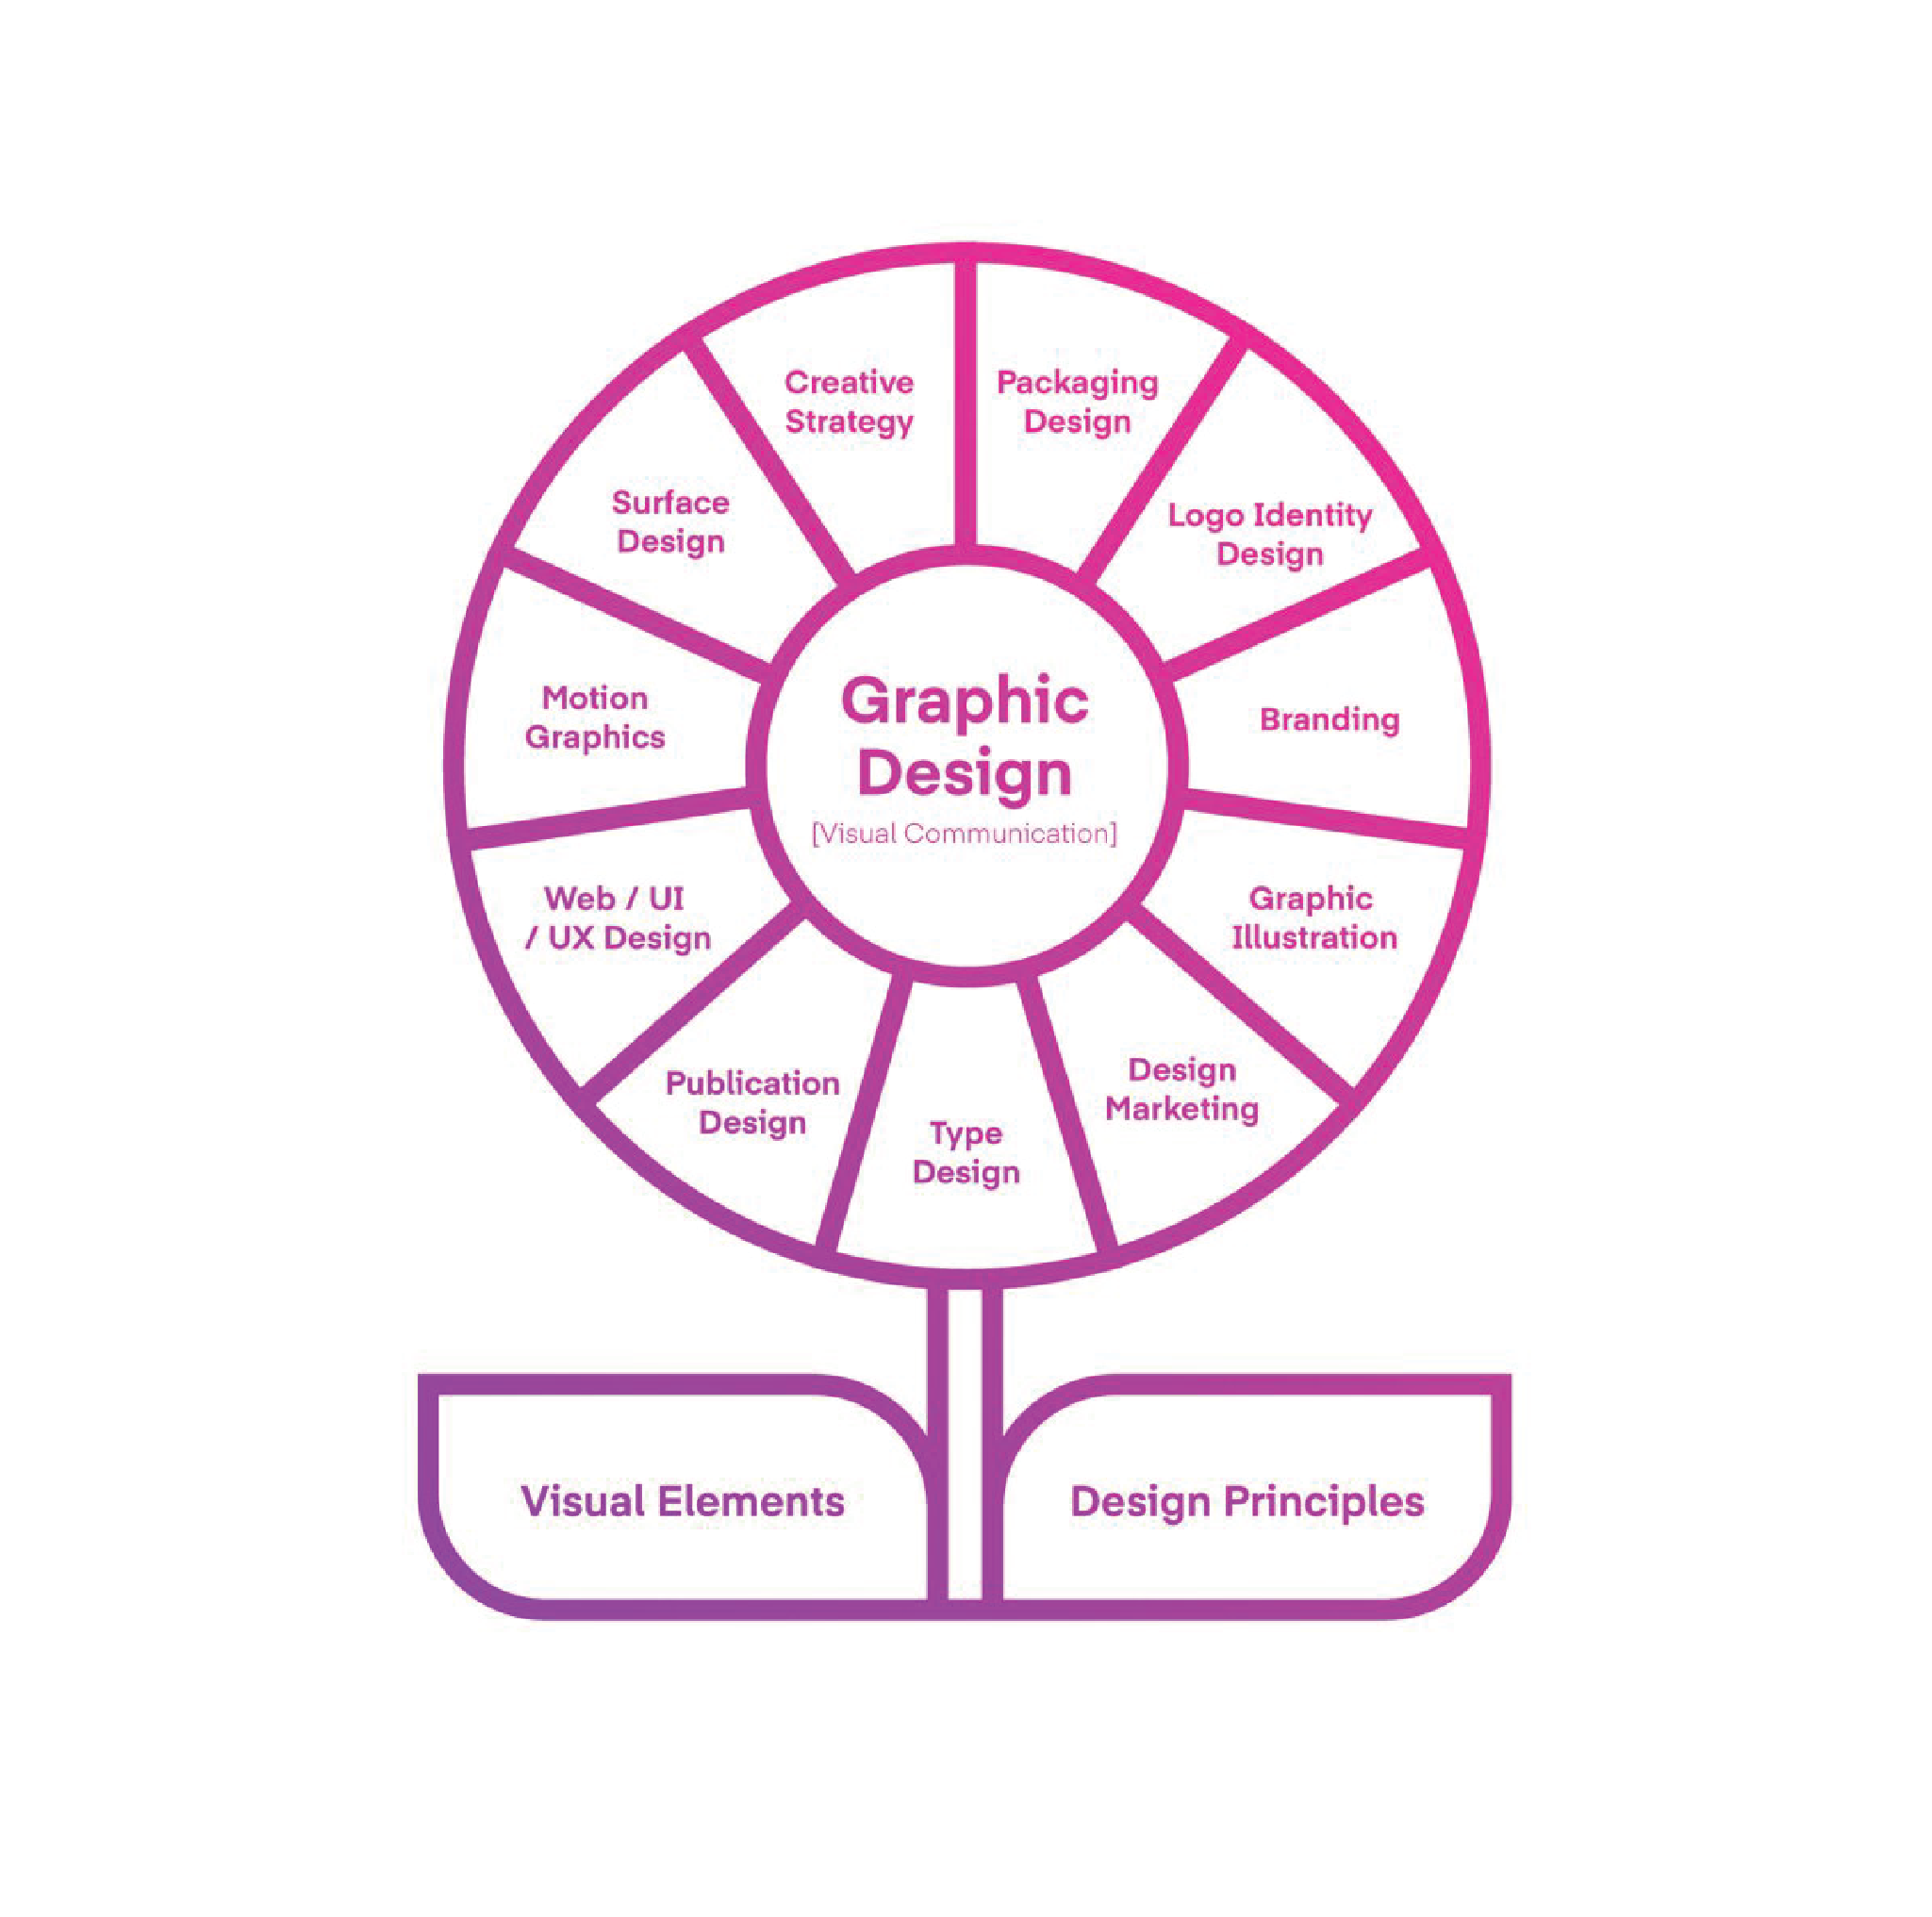 Creative
Strategy
Packaging
Design
Logo Identity
Design
Branding
Graphic
Illustration
Design
Marketing
Type
Design
Publication
Design
Web / UI
/ UX Design
Motion
Graphics
Surface
Design
Graphic
Design
[Visual Communication]
Visual Elements
Design Principles